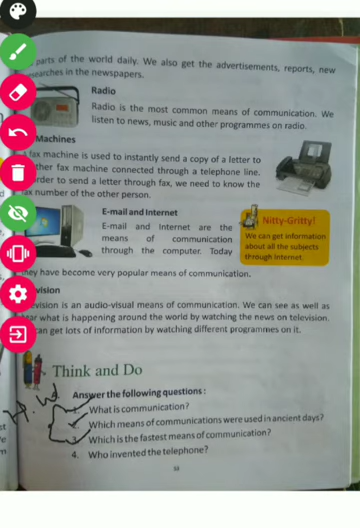 parts of the world daily. We also get the advertisements, reports, new
researches in the newspapers.
Radio
Radio is the most common means of communication. We
listen to news, music and other programmes on radio.
Machines
fax machine is used to instantly send a copy of a letter to
ther fax machine connected through a telephone line.
rder to send a letter through fax, we need to know the
fax number of the other person.
E-mail and Internet
E-mail and Internet are the
means of communication
through the computer. Today
they have become very popular means of communication.
Nitty-Gritty!
We can get information
about all the subjects
through Internet.
vision
vision is an audio-visual means of communication. We can see as well as
ar what is happening around the world by watching the news on television.
can get lots of information by watching different programmes on it.
Think and Do
H.W
Answer the following questions :
1. What is communication?
2. Which means of communications were used in ancient days?
3. Which is the fastest means of communication?
4. Who invented the telephone?